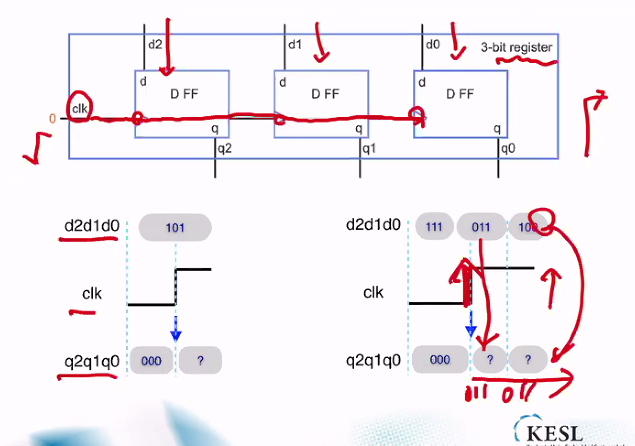 d2 d1 d0 3-bit register
d d d
D FF D FF D FF
clk
0
q q q
q2 q1 q0
d2d1d0 101
clk
q2q1q0 000 ?
d2d1d0 111 011 100
clk
q2q1q0 000 ? ?
011 011
KESL